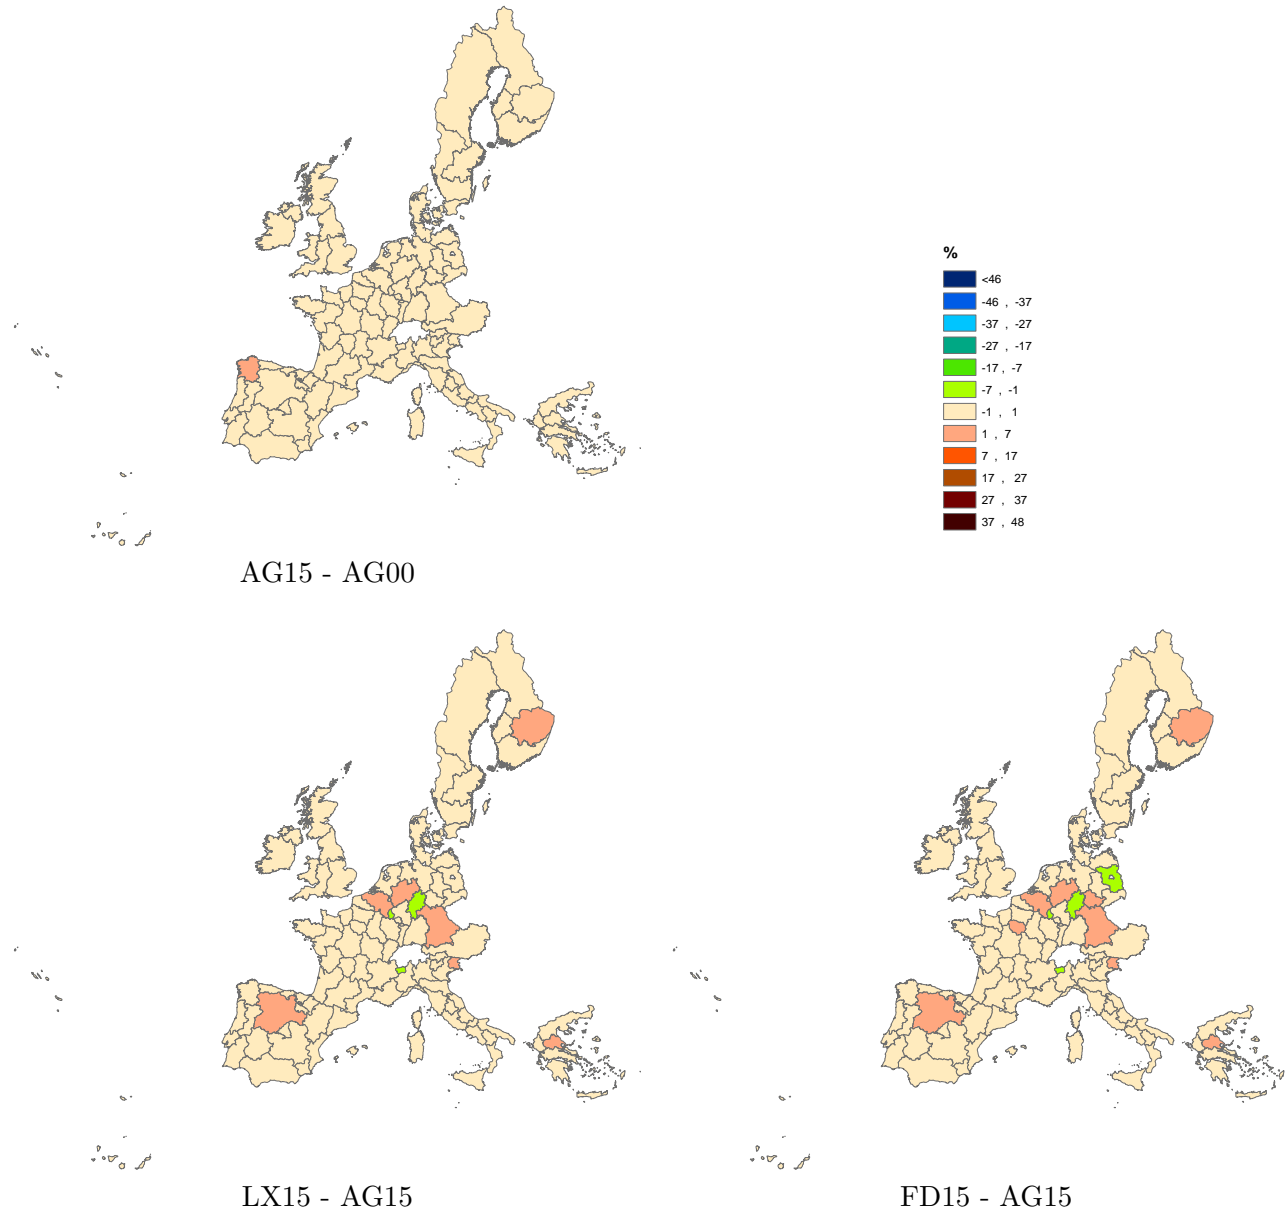 %
<46
-46 , -37
-37 , -27
-27 , -17
-17 , -7
-7 , -1
-1 , 1
1 , 7
7 , 17
17 , 27
27 , 37
37 , 48
AG15 - AG00
LX15 - AG15
FD15 - AG15